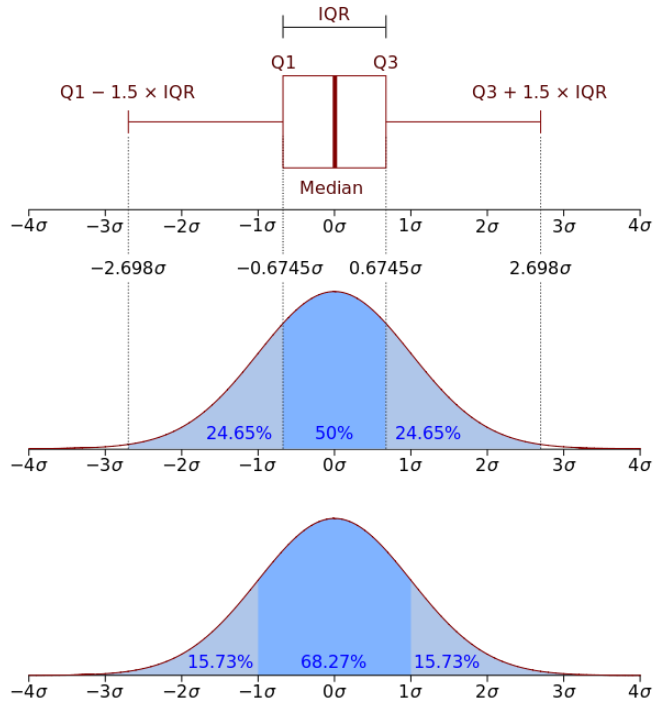 IQR
Q1 Q3
Q1 − 1.5 × IQR Q3 + 1.5 × IQR
Median
−4σ −3σ −2σ −1σ 0σ 1σ 2σ 3σ 4σ
−2.698σ −0.6745σ 0.6745σ 2.698σ
24.65% 50% 24.65%
−4σ −3σ −2σ −1σ 0σ 1σ 2σ 3σ 4σ
15.73% 68.27% 15.73%
−4σ −3σ −2σ −1σ 0σ 1σ 2σ 3σ 4σ